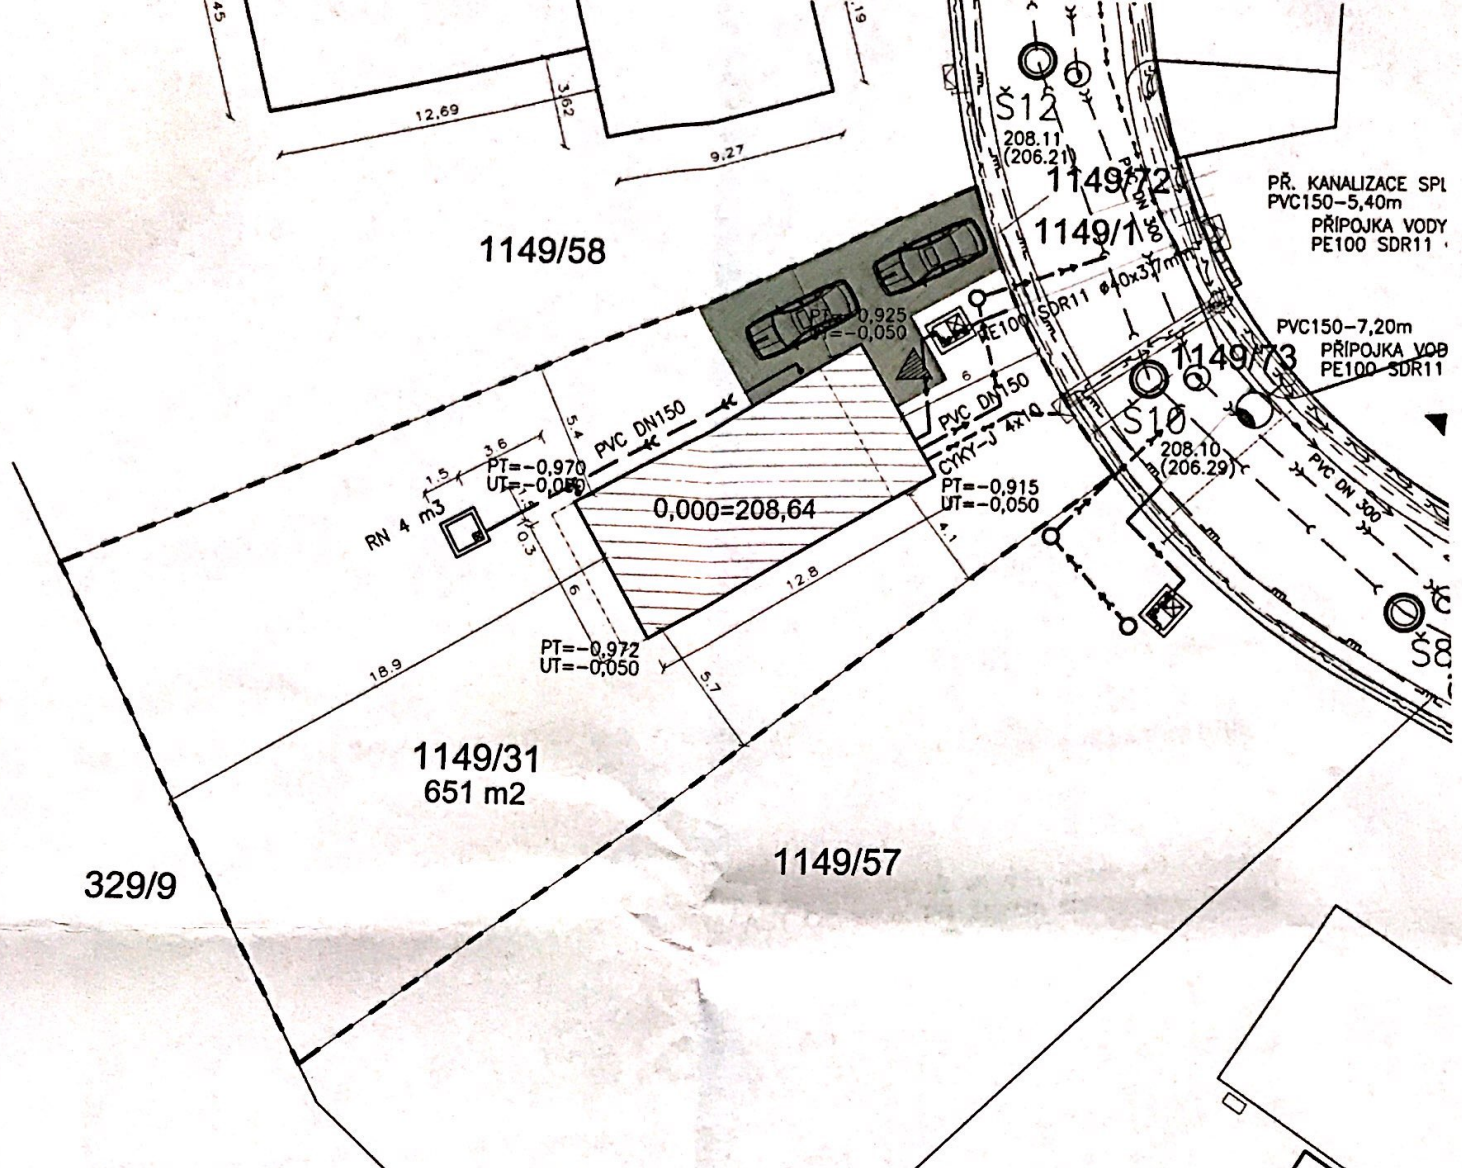 45
.19
12.69
3.62
9.27
Š12
208.11
(206.21)
1149/72
1149/1
PŘ. KANALIZACE SPL
PVC150-5,40m
PŘÍPOJKA VODY
PE100 SDR11
1149/58
PE100 SDR11 ø40x3,7mm
DN 300
PT=-0,925
UT=-0,050
PVC150-7,20m
PŘÍPOJKA VOD
PE100 SDR11
1149/73
6
PVC DN150
CYKY-J 4x10
Š10
208.10
(206.29)
PVC DN 300
5.4
PVC DN150
3.6
1.5
PT=-0,970
UT=-0,050
RN 4 m3
0.3
0,000=208,64
PT=-0,915
UT=-0,050
4.1
12.8
6
PT=-0,972
UT=-0,050
18.9
5.7
Š8
1149/31
651 m2
1149/57
329/9